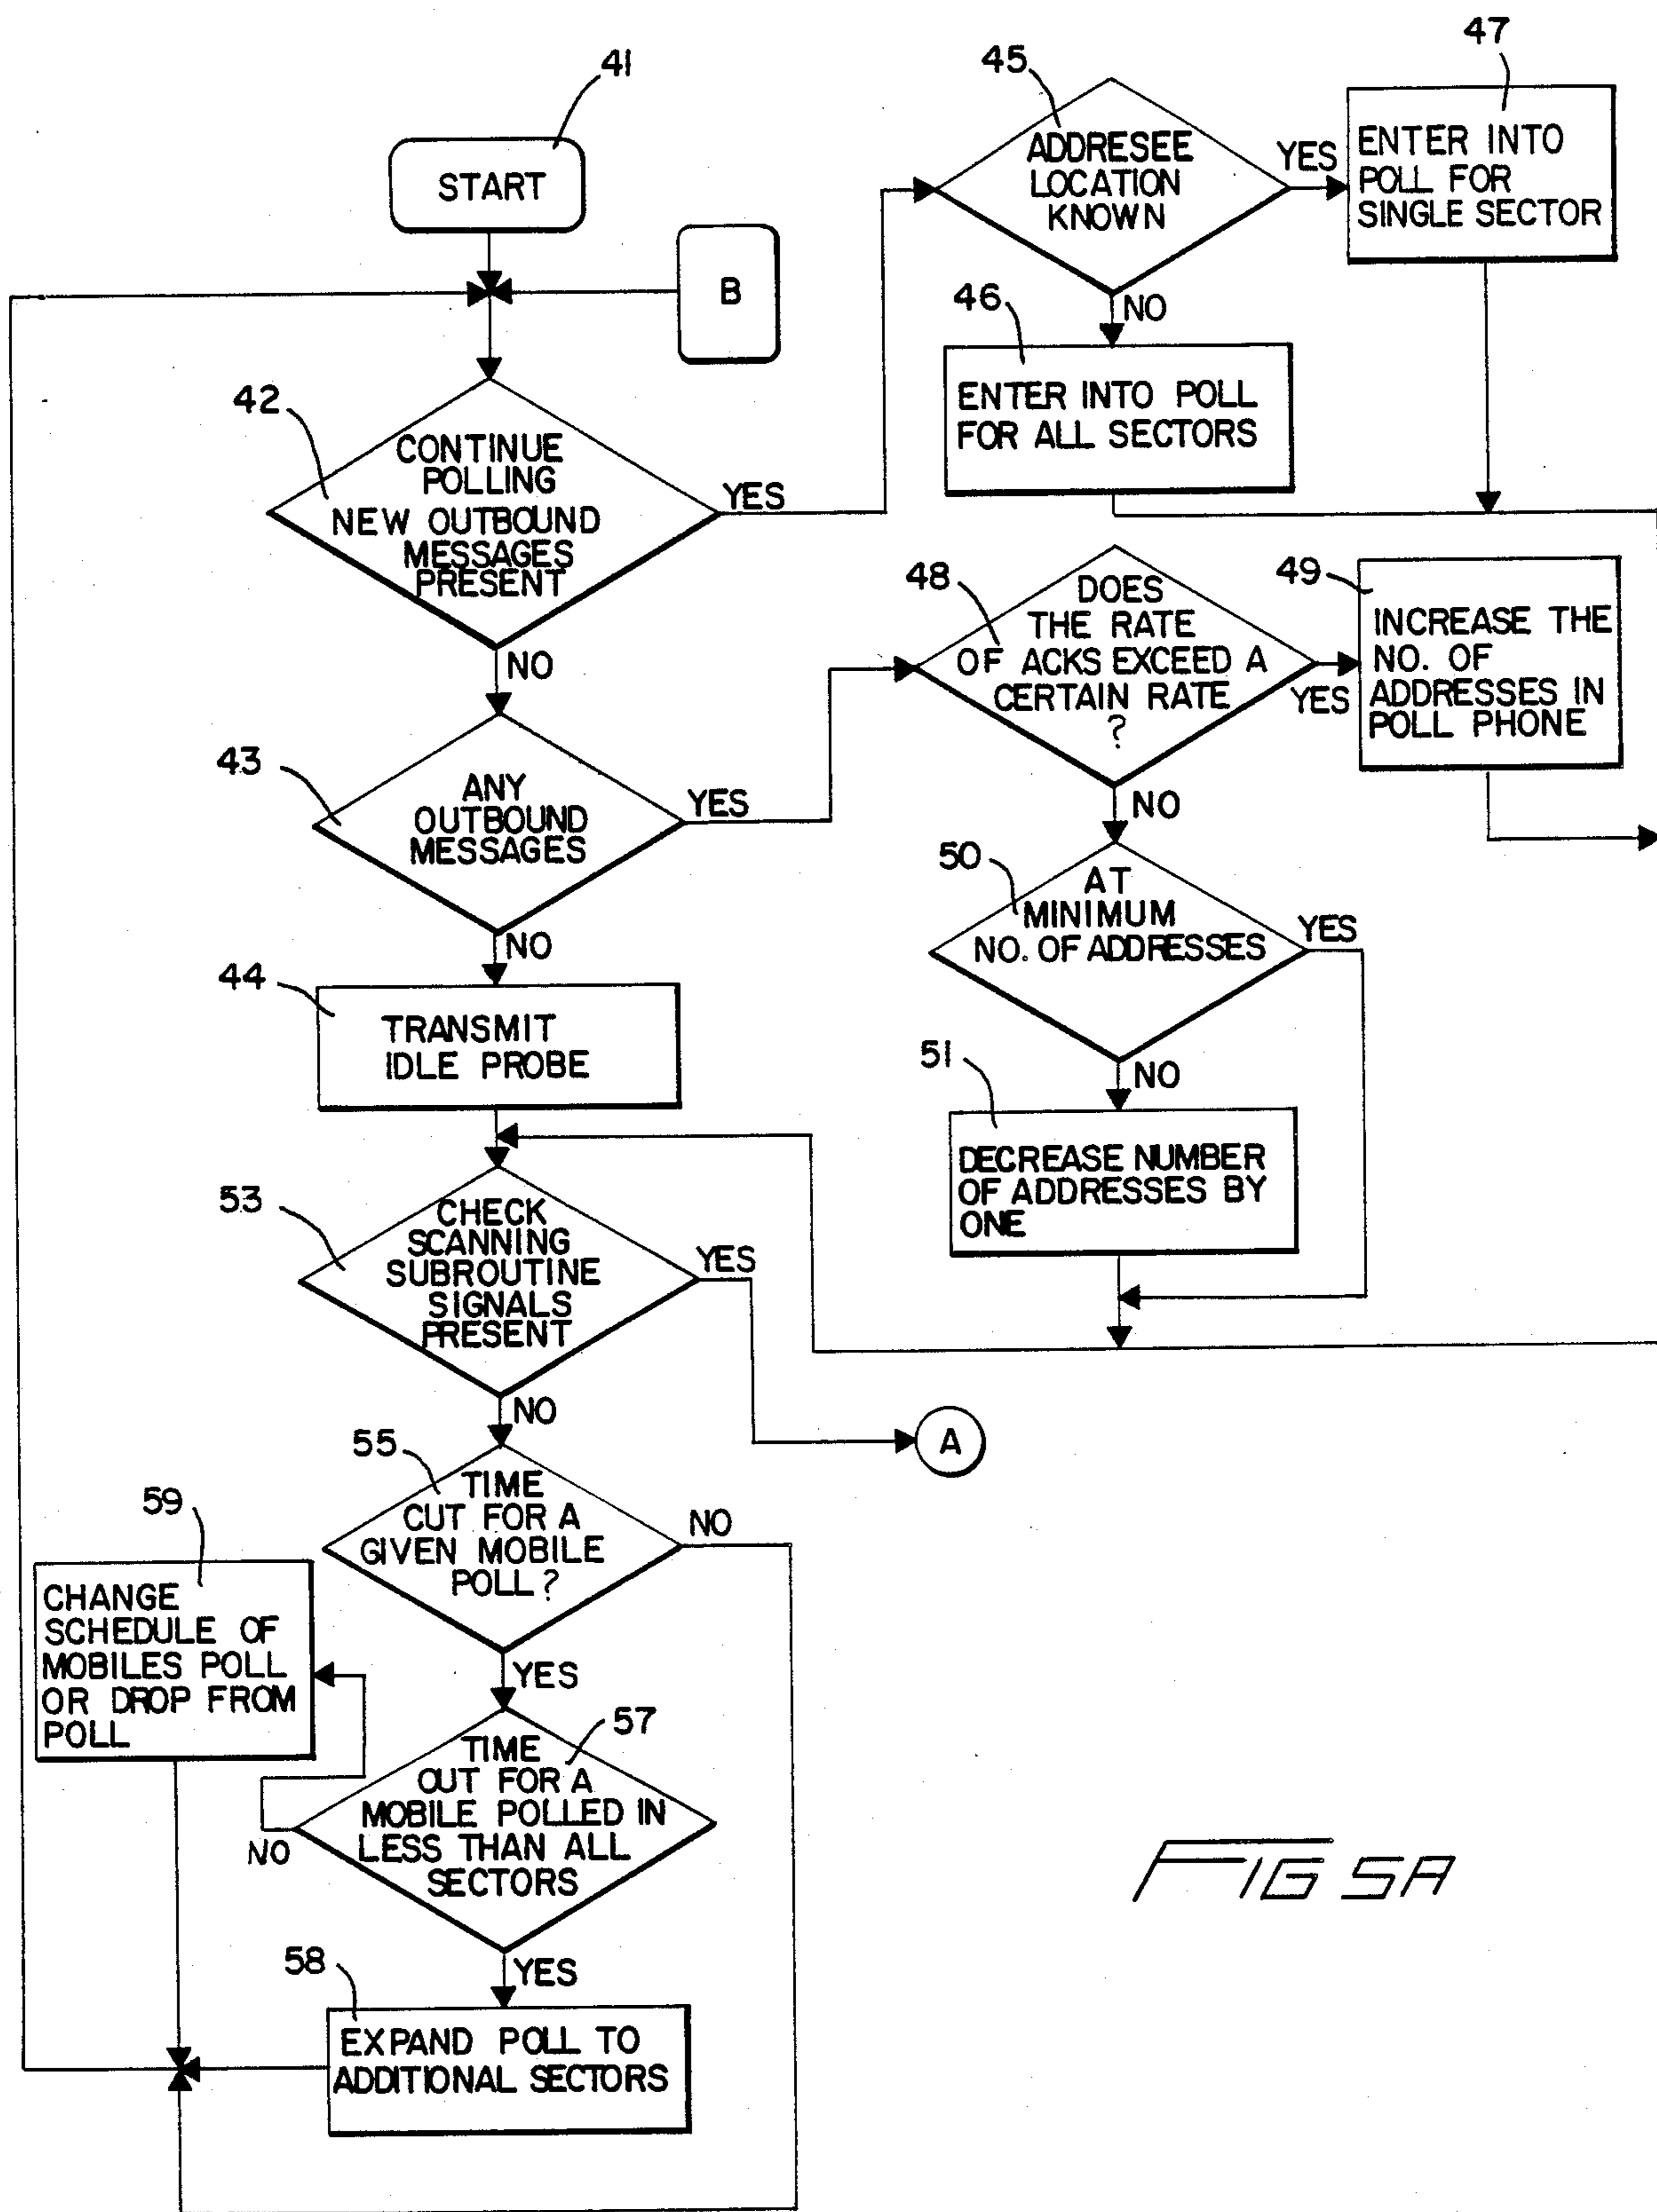 41
START
B
42
CONTINUE
POLLING
NEW OUTBOUND
MESSAGES
PRESENT
YES
NO
43
ANY
OUTBOUND
MESSAGES
YES
NO
44
TRANSMIT
IDLE PROBE
45
ADDRESEE
LOCATION
KNOWN
YES
NO
47
ENTER INTO
POLL FOR
SINGLE SECTOR
46
ENTER INTO POLL
FOR ALL SECTORS
48
DOES
THE RATE
OF ACKS EXCEED A
CERTAIN RATE
?
YES
NO
49
INCREASE THE
NO. OF
ADDRESSES IN
POLL PHONE
50
AT
MINIMUM
NO. OF ADDRESSES
YES
NO
51
DECREASE NUMBER
OF ADDRESSES BY
ONE
53
CHECK
SCANNING
SUBROUTINE
SIGNALS
PRESENT
YES
NO
A
55
TIME
CUT FOR A
GIVEN MOBILE
POLL?
NO
YES
59
CHANGE
SCHEDULE OF
MOBILES POLL
OR DROP FROM
POLL
57
TIME
OUT FOR A
MOBILE POLLED IN
LESS THAN ALL
SECTORS
NO
YES
58
EXPAND POLL TO
ADDITIONAL SECTORS
FIG 5A